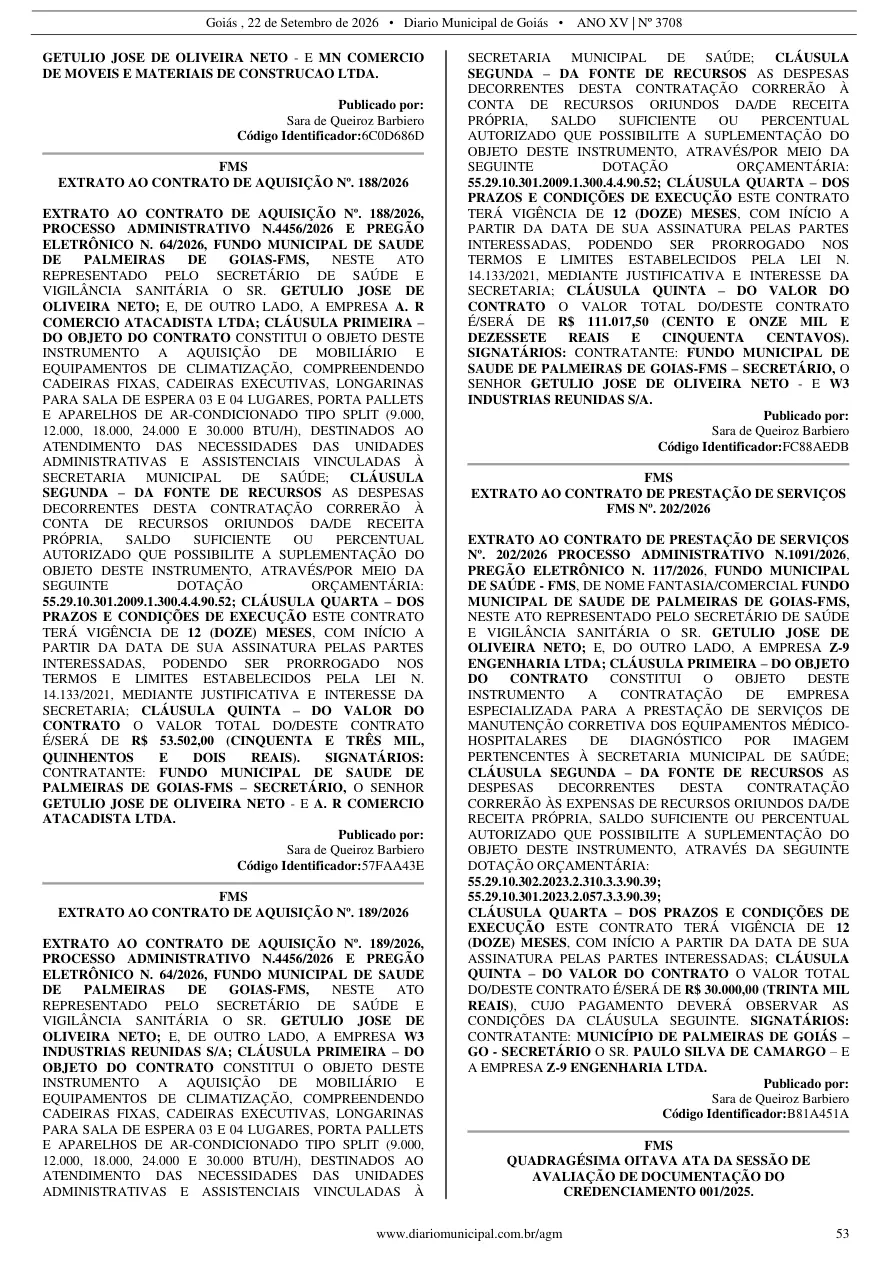 Goiás , 22 de Setembro de 2026 • Diario Municipal de Goiás • ANO XV | Nº 3708
GETULIO JOSE DE OLIVEIRA NETO - E MN COMERCIO
DE MOVEIS E MATERIAIS DE CONSTRUCAO LTDA.
Publicado por:
Sara de Queiroz Barbiero
Código Identificador:6C0D686D
FMS
EXTRATO AO CONTRATO DE AQUISIÇÃO Nº. 188/2026
EXTRATO AO CONTRATO DE AQUISIÇÃO Nº. 188/2026,
PROCESSO ADMINISTRATIVO N.4456/2026 E PREGÃO
ELETRÔNICO N. 64/2026, FUNDO MUNICIPAL DE SAUDE
DE PALMEIRAS DE GOIAS-FMS, NESTE ATO
REPRESENTADO PELO SECRETÁRIO DE SAÚDE E
VIGILÂNCIA SANITÁRIA O SR. GETULIO JOSE DE
OLIVEIRA NETO; E, DE OUTRO LADO, A EMPRESA A. R
COMERCIO ATACADISTA LTDA; CLÁUSULA PRIMEIRA –
DO OBJETO DO CONTRATO CONSTITUI O OBJETO DESTE
INSTRUMENTO A AQUISIÇÃO DE MOBILIÁRIO E
EQUIPAMENTOS DE CLIMATIZAÇÃO, COMPREENDENDO
CADEIRAS FIXAS, CADEIRAS EXECUTIVAS, LONGARINAS
PARA SALA DE ESPERA 03 E 04 LUGARES, PORTA PALLETS
E APARELHOS DE AR-CONDICIONADO TIPO SPLIT (9.000,
12.000, 18.000, 24.000 E 30.000 BTU/H), DESTINADOS AO
ATENDIMENTO DAS NECESSIDADES DAS UNIDADES
ADMINISTRATIVAS E ASSISTENCIAIS VINCULADAS À
SECRETARIA MUNICIPAL DE SAÚDE; CLÁUSULA
SEGUNDA – DA FONTE DE RECURSOS AS DESPESAS
DECORRENTES DESTA CONTRATAÇÃO CORRERÃO À
CONTA DE RECURSOS ORIUNDOS DA/DE RECEITA
PRÓPRIA, SALDO SUFICIENTE OU PERCENTUAL
AUTORIZADO QUE POSSIBILITE A SUPLEMENTAÇÃO DO
OBJETO DESTE INSTRUMENTO, ATRAVÉS/POR MEIO DA
SEGUINTE DOTAÇÃO ORÇAMENTÁRIA:
55.29.10.301.2009.1.300.4.4.90.52; CLÁUSULA QUARTA – DOS
PRAZOS E CONDIÇÕES DE EXECUÇÃO ESTE CONTRATO
TERÁ VIGÊNCIA DE 12 (DOZE) MESES, COM INÍCIO A
PARTIR DA DATA DE SUA ASSINATURA PELAS PARTES
INTERESSADAS, PODENDO SER PRORROGADO NOS
TERMOS E LIMITES ESTABELECIDOS PELA LEI N.
14.133/2021, MEDIANTE JUSTIFICATIVA E INTERESSE DA
SECRETARIA; CLÁUSULA QUINTA – DO VALOR DO
CONTRATO O VALOR TOTAL DO/DESTE CONTRATO
É/SERÁ DE R$ 53.502,00 (CINQUENTA E TRÊS MIL,
QUINHENTOS E DOIS REAIS). SIGNATÁRIOS:
CONTRATANTE: FUNDO MUNICIPAL DE SAUDE DE
PALMEIRAS DE GOIAS-FMS – SECRETÁRIO, O SENHOR
GETULIO JOSE DE OLIVEIRA NETO - E A. R COMERCIO
ATACADISTA LTDA.
Publicado por:
Sara de Queiroz Barbiero
Código Identificador:57FAA43E
FMS
EXTRATO AO CONTRATO DE AQUISIÇÃO Nº. 189/2026
EXTRATO AO CONTRATO DE AQUISIÇÃO Nº. 189/2026,
PROCESSO ADMINISTRATIVO N.4456/2026 E PREGÃO
ELETRÔNICO N. 64/2026, FUNDO MUNICIPAL DE SAUDE
DE PALMEIRAS DE GOIAS-FMS, NESTE ATO
REPRESENTADO PELO SECRETÁRIO DE SAÚDE E
VIGILÂNCIA SANITÁRIA O SR. GETULIO JOSE DE
OLIVEIRA NETO; E, DE OUTRO LADO, A EMPRESA W3
INDUSTRIAS REUNIDAS S/A; CLÁUSULA PRIMEIRA – DO
OBJETO DO CONTRATO CONSTITUI O OBJETO DESTE
INSTRUMENTO A AQUISIÇÃO DE MOBILIÁRIO E
EQUIPAMENTOS DE CLIMATIZAÇÃO, COMPREENDENDO
CADEIRAS FIXAS, CADEIRAS EXECUTIVAS, LONGARINAS
PARA SALA DE ESPERA 03 E 04 LUGARES, PORTA PALLETS
E APARELHOS DE AR-CONDICIONADO TIPO SPLIT (9.000,
12.000, 18.000, 24.000 E 30.000 BTU/H), DESTINADOS AO
ATENDIMENTO DAS NECESSIDADES DAS UNIDADES
ADMINISTRATIVAS E ASSISTENCIAIS VINCULADAS À
SECRETARIA MUNICIPAL DE SAÚDE; CLÁUSULA
SEGUNDA – DA FONTE DE RECURSOS AS DESPESAS
DECORRENTES DESTA CONTRATAÇÃO CORRERÃO À
CONTA DE RECURSOS ORIUNDOS DA/DE RECEITA
PRÓPRIA, SALDO SUFICIENTE OU PERCENTUAL
AUTORIZADO QUE POSSIBILITE A SUPLEMENTAÇÃO DO
OBJETO DESTE INSTRUMENTO, ATRAVÉS/POR MEIO DA
SEGUINTE DOTAÇÃO ORÇAMENTÁRIA:
55.29.10.301.2009.1.300.4.4.90.52; CLÁUSULA QUARTA – DOS
PRAZOS E CONDIÇÕES DE EXECUÇÃO ESTE CONTRATO
TERÁ VIGÊNCIA DE 12 (DOZE) MESES, COM INÍCIO A
PARTIR DA DATA DE SUA ASSINATURA PELAS PARTES
INTERESSADAS, PODENDO SER PRORROGADO NOS
TERMOS E LIMITES ESTABELECIDOS PELA LEI N.
14.133/2021, MEDIANTE JUSTIFICATIVA E INTERESSE DA
SECRETARIA; CLÁUSULA QUINTA – DO VALOR DO
CONTRATO O VALOR TOTAL DO/DESTE CONTRATO
É/SERÁ DE R$ 111.017,50 (CENTO E ONZE MIL E
DEZESSETE REAIS E CINQUENTA CENTAVOS).
SIGNATÁRIOS: CONTRATANTE: FUNDO MUNICIPAL DE
SAUDE DE PALMEIRAS DE GOIAS-FMS – SECRETÁRIO, O
SENHOR GETULIO JOSE DE OLIVEIRA NETO - E W3
INDUSTRIAS REUNIDAS S/A.
Publicado por:
Sara de Queiroz Barbiero
Código Identificador:FC88AEDB
FMS
EXTRATO AO CONTRATO DE PRESTAÇÃO DE SERVIÇOS
FMS Nº. 202/2026
EXTRATO AO CONTRATO DE PRESTAÇÃO DE SERVIÇOS
Nº. 202/2026 PROCESSO ADMINISTRATIVO N.1091/2026,
PREGÃO ELETRÔNICO N. 117/2026, FUNDO MUNICIPAL
DE SAÚDE - FMS, DE NOME FANTASIA/COMERCIAL FUNDO
MUNICIPAL DE SAUDE DE PALMEIRAS DE GOIAS-FMS,
NESTE ATO REPRESENTADO PELO SECRETÁRIO DE SAÚDE
E VIGILÂNCIA SANITÁRIA O SR. GETULIO JOSE DE
OLIVEIRA NETO; E, DO OUTRO LADO, A EMPRESA Z-9
ENGENHARIA LTDA; CLÁUSULA PRIMEIRA – DO OBJETO
DO CONTRATO CONSTITUI O OBJETO DESTE
INSTRUMENTO A CONTRATAÇÃO DE EMPRESA
ESPECIALIZADA PARA A PRESTAÇÃO DE SERVIÇOS DE
MANUTENÇÃO CORRETIVA DOS EQUIPAMENTOS MÉDICO-
HOSPITALARES DE DIAGNÓSTICO POR IMAGEM
PERTENCENTES À SECRETARIA MUNICIPAL DE SAÚDE;
CLÁUSULA SEGUNDA – DA FONTE DE RECURSOS AS
DESPESAS DECORRENTES DESTA CONTRATAÇÃO
CORRERÃO ÀS EXPENSAS DE RECURSOS ORIUNDOS DA/DE
RECEITA PRÓPRIA, SALDO SUFICIENTE OU PERCENTUAL
AUTORIZADO QUE POSSIBILITE A SUPLEMENTAÇÃO DO
OBJETO DESTE INSTRUMENTO, ATRAVÉS DA SEGUINTE
DOTAÇÃO ORÇAMENTÁRIA:
55.29.10.302.2023.2.310.3.3.90.39;
55.29.10.301.2023.2.057.3.3.90.39;
CLÁUSULA QUARTA – DOS PRAZOS E CONDIÇÕES DE
EXECUÇÃO ESTE CONTRATO TERÁ VIGÊNCIA DE 12
(DOZE) MESES, COM INÍCIO A PARTIR DA DATA DE SUA
ASSINATURA PELAS PARTES INTERESSADAS; CLÁUSULA
QUINTA – DO VALOR DO CONTRATO O VALOR TOTAL
DO/DESTE CONTRATO É/SERÁ DE R$ 30.000,00 (TRINTA MIL
REAIS), CUJO PAGAMENTO DEVERÁ OBSERVAR AS
CONDIÇÕES DA CLÁUSULA SEGUINTE. SIGNATÁRIOS:
CONTRATANTE: MUNICÍPIO DE PALMEIRAS DE GOIÁS –
GO - SECRETÁRIO O SR. PAULO SILVA DE CAMARGO – E
A EMPRESA Z-9 ENGENHARIA LTDA.
Publicado por:
Sara de Queiroz Barbiero
Código Identificador:B81A451A
FMS
QUADRAGÉSIMA OITAVA ATA DA SESSÃO DE
AVALIAÇÃO DE DOCUMENTAÇÃO DO
CREDENCIAMENTO 001/2025.
www.diariomunicipal.com.br/agm
53